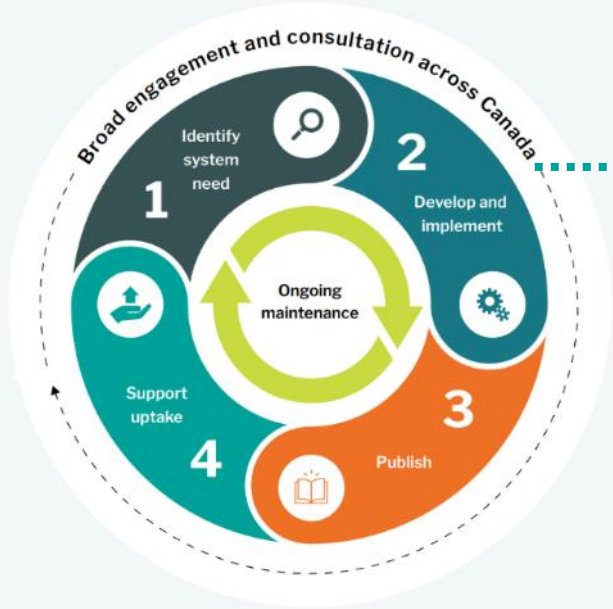 Broad engagement and consultation across Canada
1
Identify
system
need
2
Develop and
implement
3
Publish
4
Support
uptake
Ongoing
maintenance